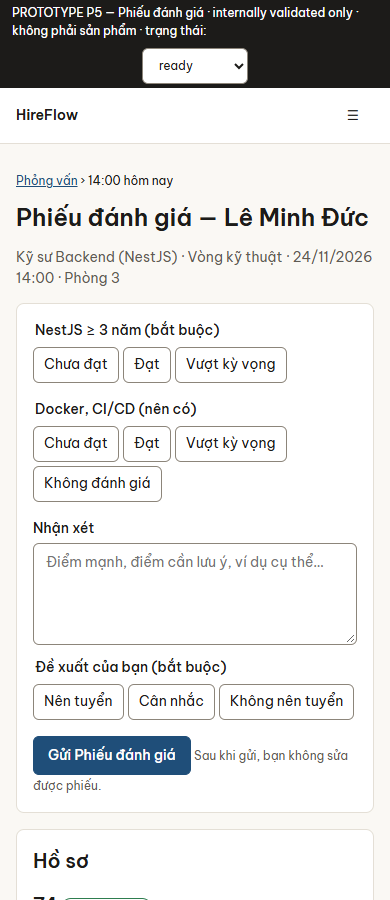 PROTOTYPE P5 — Phiếu đánh giá · internally validated only ·
không phải sản phẩm · trạng thái:
ready
HireFlow
☰
Phỏng vấn › 14:00 hôm nay
Phiếu đánh giá — Lê Minh Đức
Kỹ sư Backend (NestJS) · Vòng kỹ thuật · 24/11/2026
14:00 · Phòng 3
NestJS ≥ 3 năm (bắt buộc)
Chưa đạt Đạt Vượt kỳ vọng
Docker, CI/CD (nên có)
Chưa đạt Đạt Vượt kỳ vọng
Không đánh giá
Nhận xét
Điểm mạnh, điểm cần lưu ý, ví dụ cụ thể...
Đề xuất của bạn (bắt buộc)
Nên tuyển Cân nhắc Không nên tuyển
Gửi Phiếu đánh giá Sau khi gửi, bạn không sửa
được phiếu.
Hồ sơ